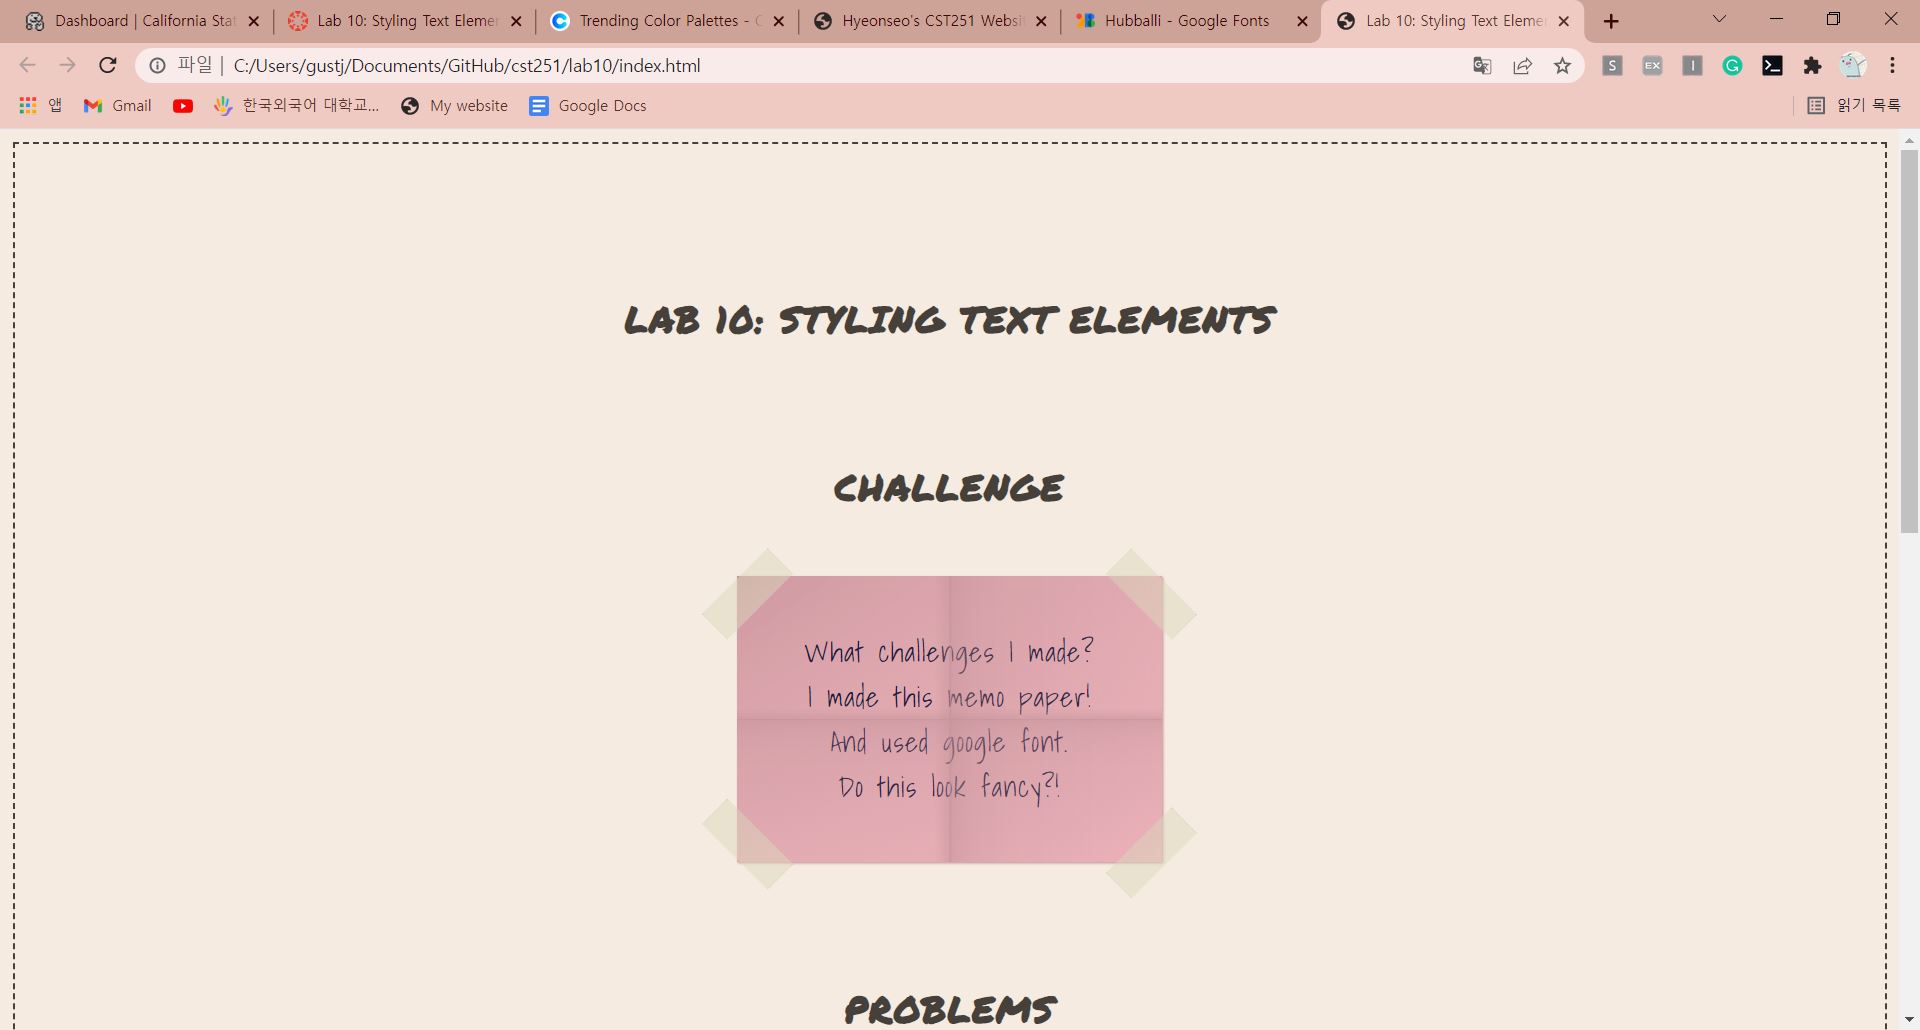 Dashboard | California Stat
Lab 10: Styling Text Elemen
Trending Color Palettes - C
Hyeonseo's CST251 Websi
Hubballi - Google Fonts
Lab 10: Styling Text Elemen
파일 | C:/Users/gustj/Documents/GitHub/cst251/lab10/index.html
S
EX
I
앱
Gmail
한국외국어 대학교...
My website
Google Docs
읽기 목록
LAB 10: STYLING TEXT ELEMENTS
CHALLENGE
What challenges I made?
I made this memo paper!
And used google font.
Do this look fancy?!
PROBLEMS